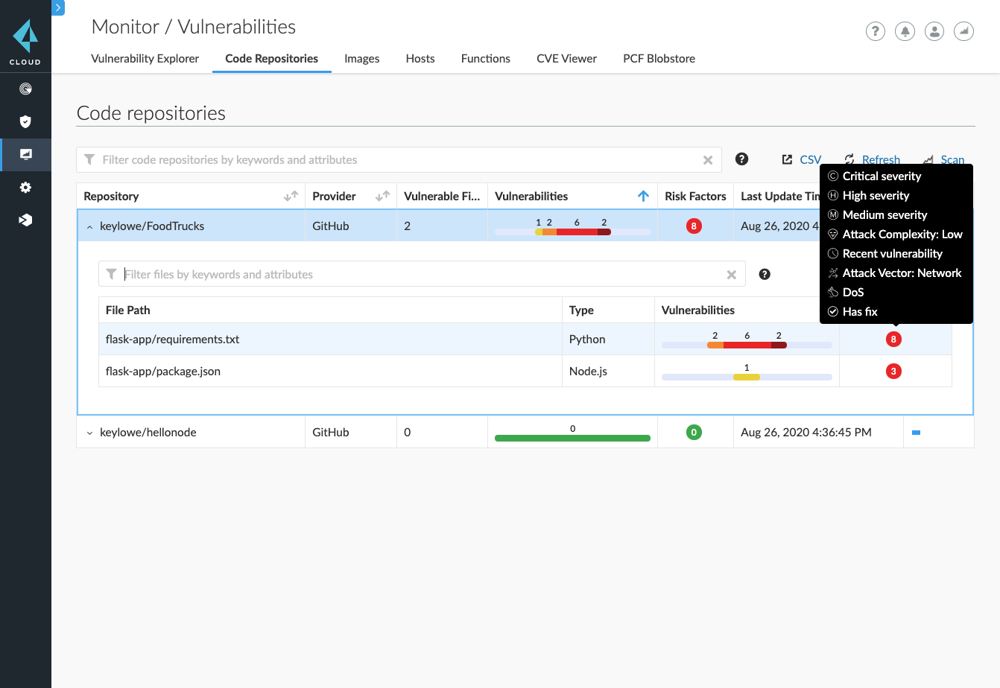 CLOUD
Monitor / Vulnerabilities
Vulnerability Explorer Code Repositories Images Hosts Functions CVE Viewer PCF Blobstore
Code repositories
Filter code repositories by keywords and attributes
CSV Refresh Scan
Repository Provider Vulnerable Fi... Vulnerabilities Risk Factors Last Update Tim
keylowe/FoodTrucks GitHub 2 1 2 6 2 8 Aug 26, 2020 4
Critical severity
High severity
Medium severity
Attack Complexity: Low
Recent vulnerability
Attack Vector: Network
DoS
Has fix
Filter files by keywords and attributes
File Path Type Vulnerabilities
flask-app/requirements.txt Python 2 6 2 8
flask-app/package.json Node.js 1 3
keylowe/hellonode GitHub 0 0 0 Aug 26, 2020 4:36:45 PM